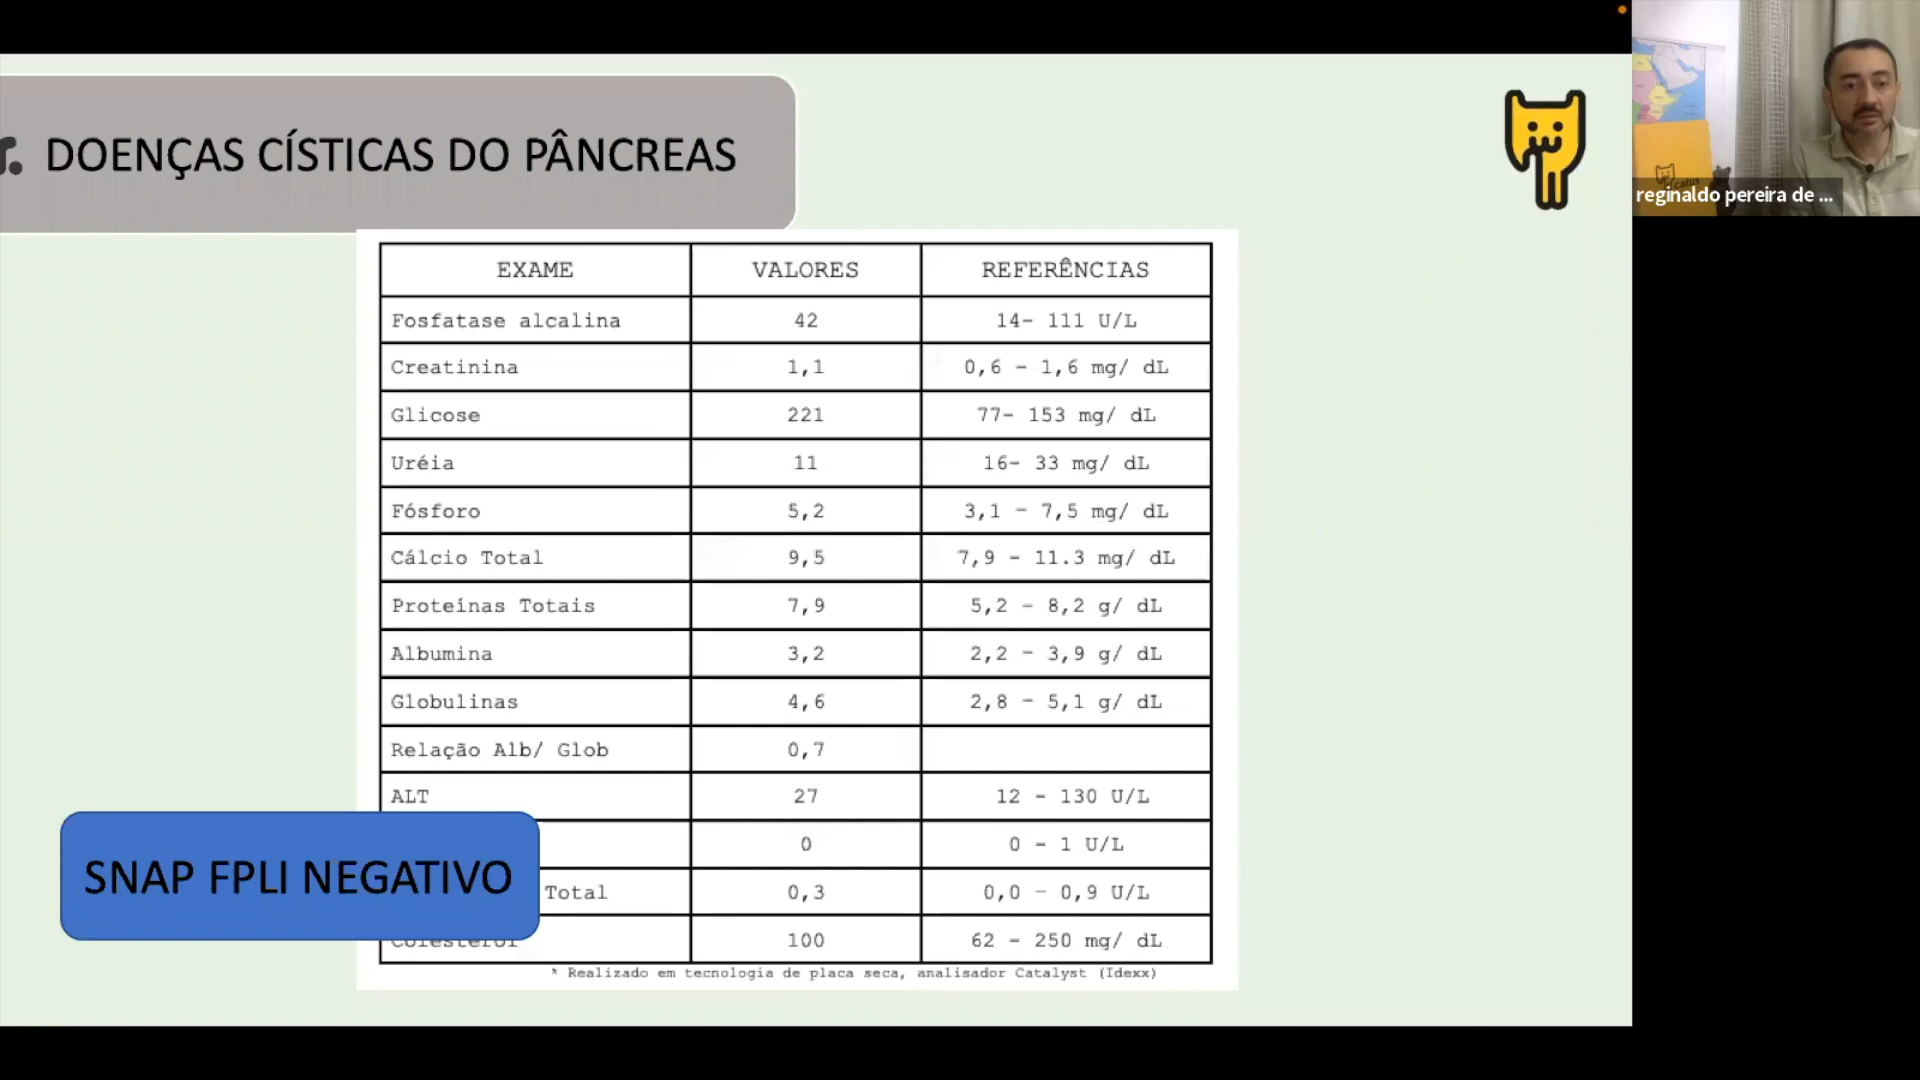 r. DOENÇAS CÍSTICAS DO PÂNCREAS
reginaldo pereira de ...
catus
EXAME VALORES REFERÊNCIAS
Fosfatase alcalina 42 14- 111 U/L
Creatinina 1,1 0,6 - 1,6 mg/ dL
Glicose 221 77- 153 mg/ dL
Uréia 11 16- 33 mg/ dL
Fósforo 5,2 3,1 - 7,5 mg/ dL
Cálcio Total 9,5 7,9 - 11.3 mg/ dL
Proteínas Totais 7,9 5,2 - 8,2 g/ dL
Albumina 3,2 2,2 - 3,9 g/ dL
Globulinas 4,6 2,8 - 5,1 g/ dL
Relação Alb/ Glob 0,7
ALT 27 12 - 130 U/L
0 0 - 1 U/L
SNAP FPLI NEGATIVO
Total 0,3 0,0 - 0,9 U/L
Colesterol 100 62 - 250 mg/ dL
* Realizado em tecnologia de placa seca, analisador Catalyst (Idexx)